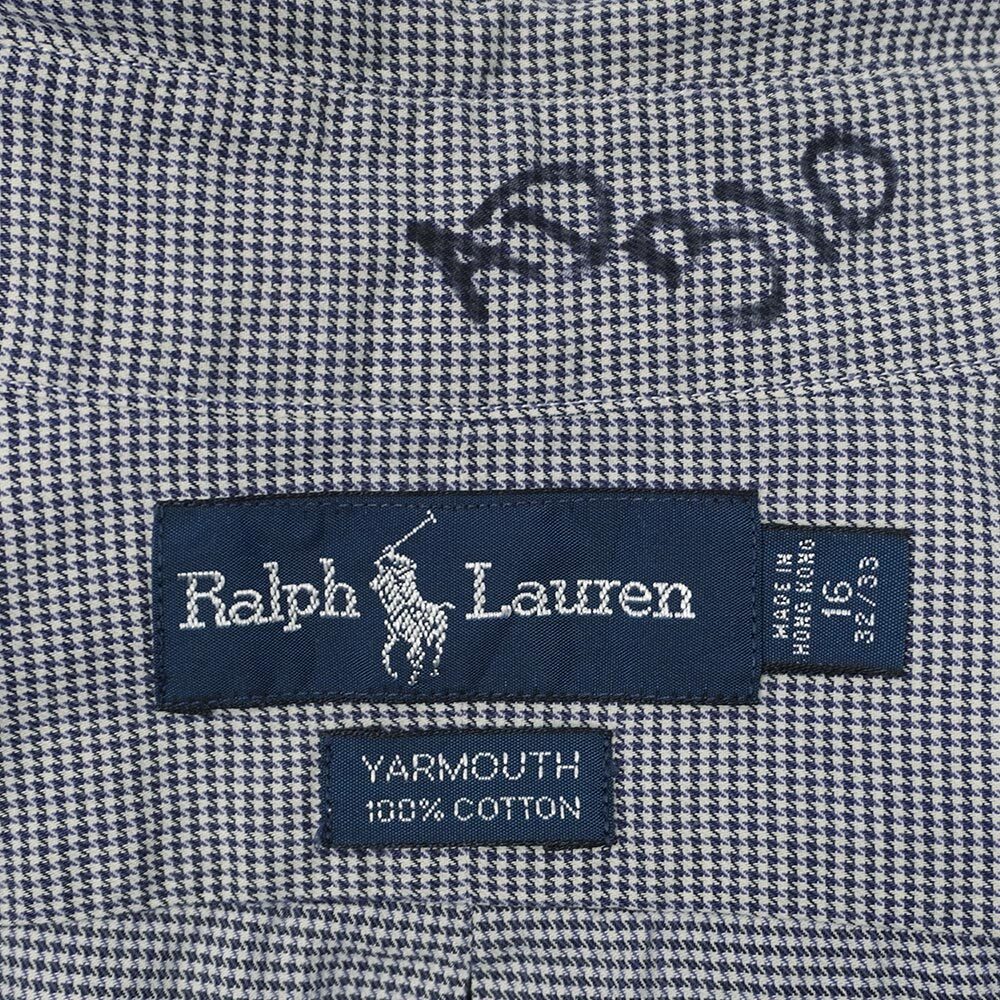 Ralph Lauren
MADE IN
HONG KONG
16
32/33
YARMOUTH
100% COTTON